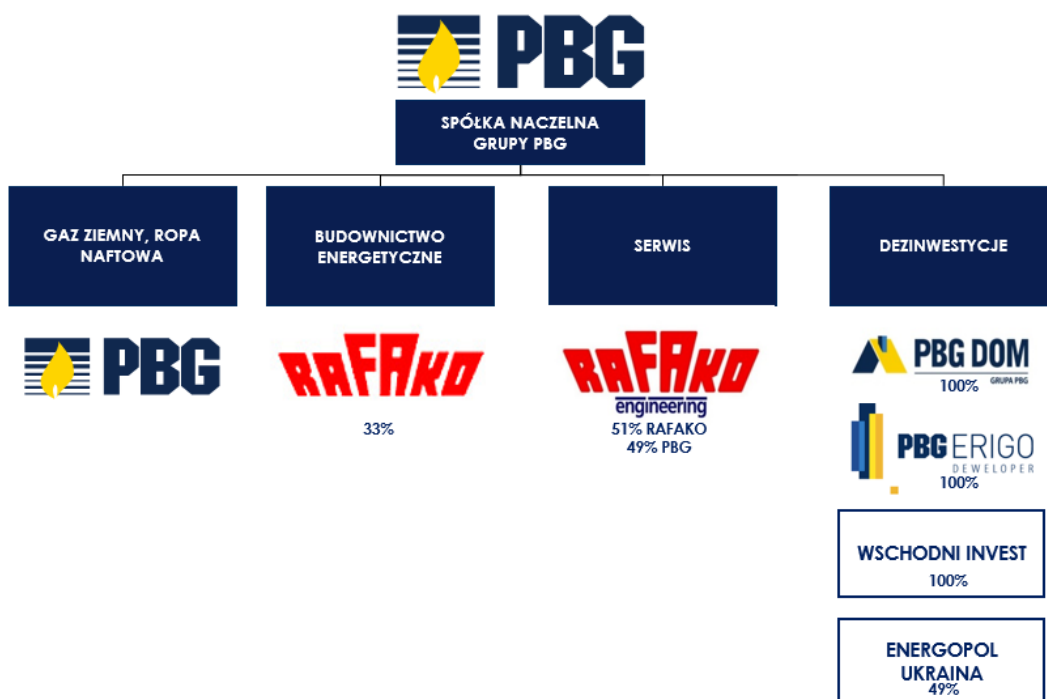 PBG
SPÓŁKA NACZELNA
GRUPY PBG
GAZ ZIEMNY, ROPA
NAFTOWA
BUDOWNICTWO
ENERGETYCZNE
SERWIS
DEZINWESTYCJE
PBG
RAFAKO
33%
RAFAKO
engineering
51% RAFAKO
49% PBG
PBG DOM
GRUPA PBG
100%
PBG ERIGO
DEWELOPER
100%
WSCHODNI INVEST
100%
ENERGOPOL
UKRAINA
49%